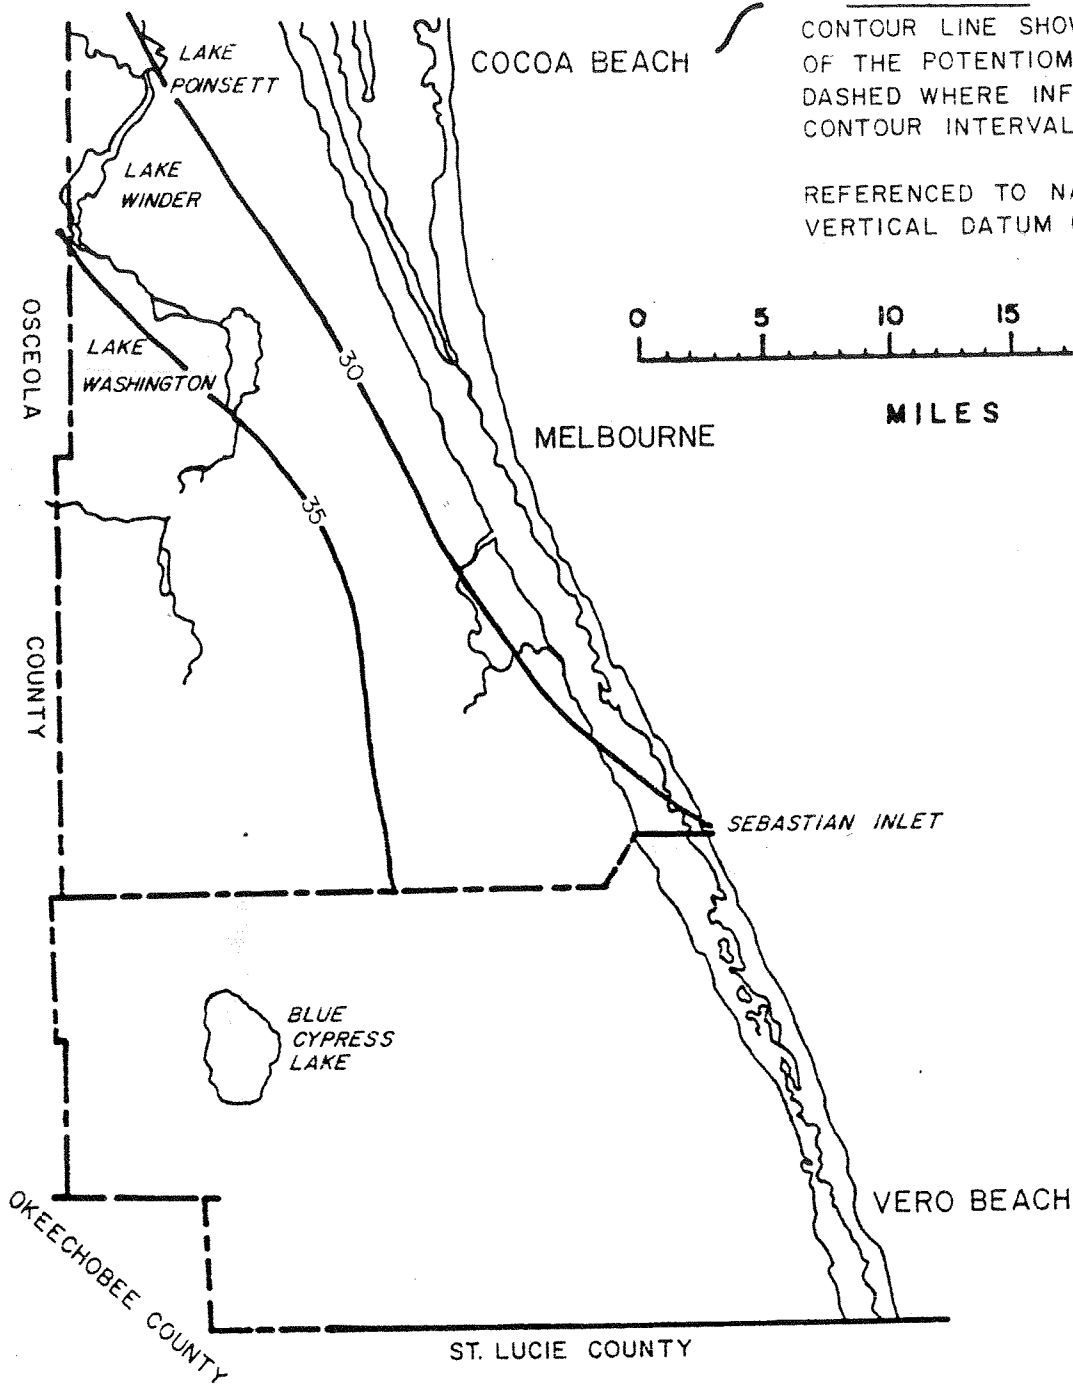 CONTOUR LINE SHOW
OF THE POTENTIOM
DASHED WHERE INF
CONTOUR INTERVAL
REFERENCED TO NA
VERTICAL DATUM (
LAKE
POINSETT
COCOA BEACH
LAKE
WINDER
0 5 10 15
MILES
OSCEOLA
COUNTY
LAKE
WASHINGTON
30
MELBOURNE
35
SEBASTIAN INLET
BLUE
CYPRESS
LAKE
VERO BEACH
OKEECHOBEE COUNTY
ST. LUCIE COUNTY